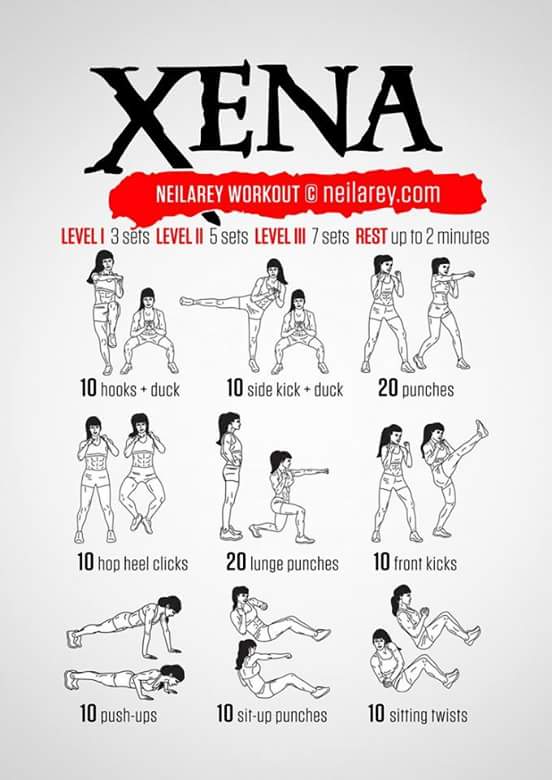 XENA
NEILAREY WORKOUT © neilarey.com
LEVEL I 3 sets LEVEL II 5 sets LEVEL III 7 sets REST up to 2 minutes
10 hooks + duck
10 side kick + duck
20 punches
10 hop heel clicks
20 lunge punches
10 front kicks
10 push-ups
10 sit-up punches
10 sitting twists